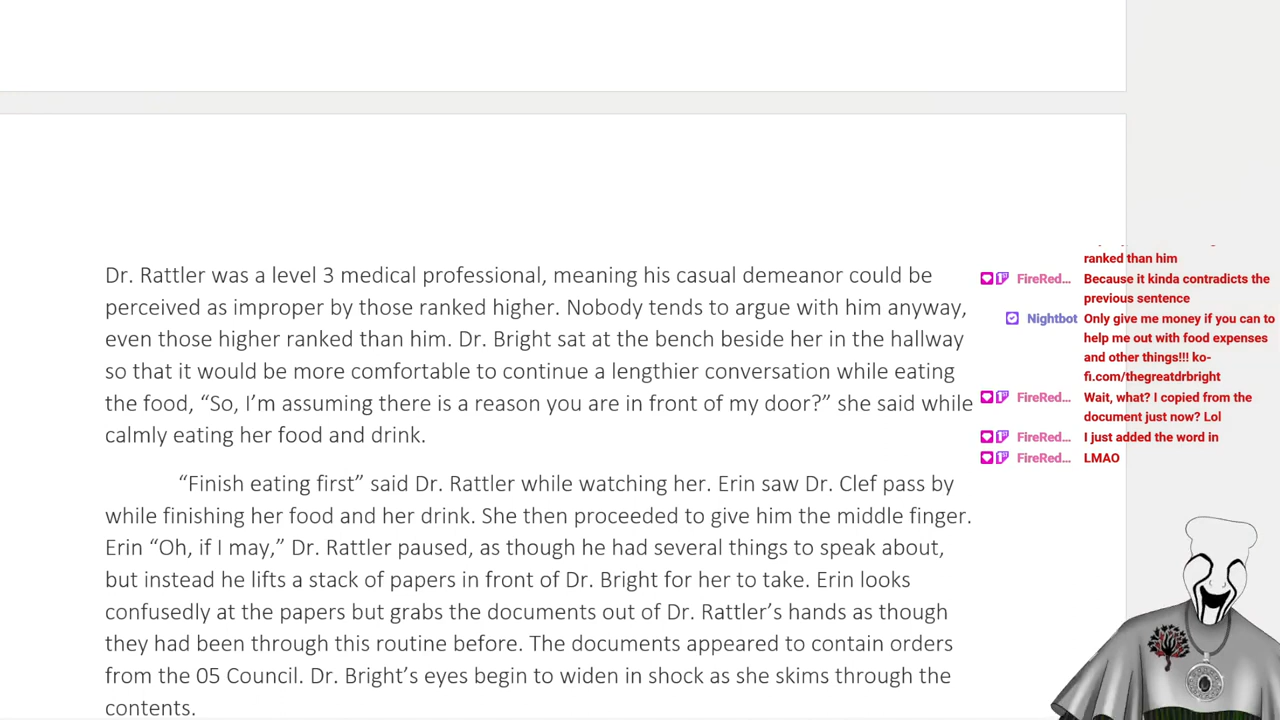 Dr. Rattler was a level 3 medical professional, meaning his casual demeanor could be
perceived as improper by those ranked higher. Nobody tends to argue with him anyway,
even those higher ranked than him. Dr. Bright sat at the bench beside her in the hallway
so that it would be more comfortable to continue a lengthier conversation while eating
the food, “So, I’m assuming there is a reason you are in front of my door?” she said while
calmly eating her food and drink.
“Finish eating first” said Dr. Rattler while watching her. Erin saw Dr. Clef pass by
while finishing her food and her drink. She then proceeded to give him the middle finger.
Erin “Oh, if I may,” Dr. Rattler paused, as though he had several things to speak about,
but instead he lifts a stack of papers in front of Dr. Bright for her to take. Erin looks
confusedly at the papers but grabs the documents out of Dr. Rattler’s hands as though
they had been through this routine before. The documents appeared to contain orders
from the 05 Council. Dr. Bright’s eyes begin to widen in shock as she skims through the
contents.
ranked than him
FireRed... Because it kinda contradicts the
previous sentence
Nightbot Only give me money if you can to
help me out with food expenses
and other things!!! ko-
fi.com/thegreatdrbright
FireRed... Wait, what? I copied from the
document just now? Lol
FireRed... I just added the word in
FireRed... LMAO